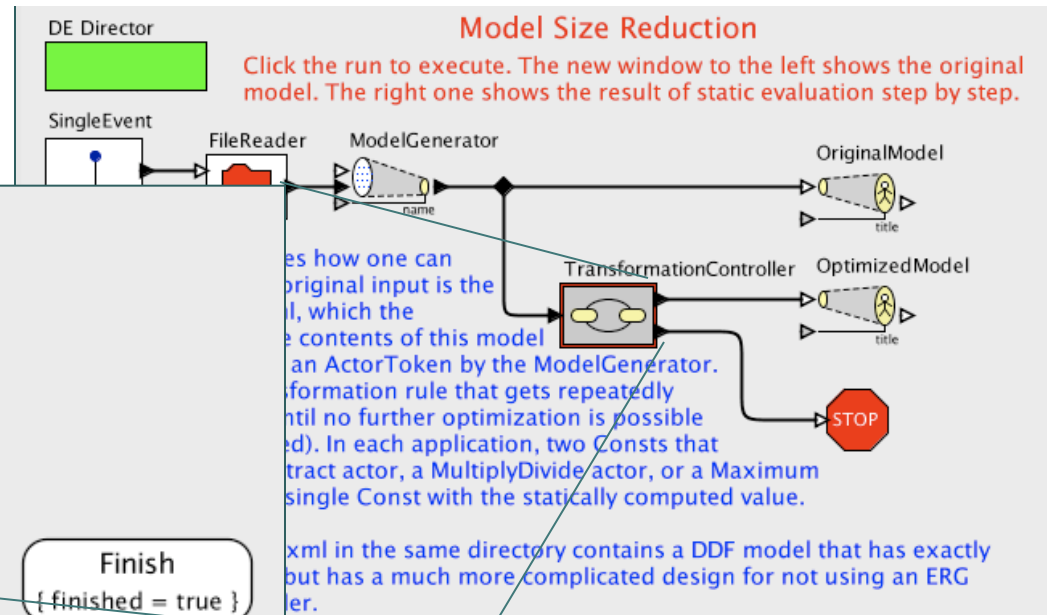 DE Director
Model Size Reduction
Click the run to execute. The new window to the left shows the original
model. The right one shows the result of static evaluation step by step.
SingleEvent
FileReader
ModelGenerator
name
OriginalModel
title
es how one can
original input is the
l, which the
e contents of this model
an ActorToken by the ModelGenerator.
sformation rule that gets repeatedly
ntil no further optimization is possible
ed). In each application, two Consts that
tract actor, a MultiplyDivide actor, or a Maximum
single Const with the statically computed value.
TransformationController
OptimizedModel
title
STOP
xml in the same directory contains a DDF model that has exactly
but has a much more complicated design for not using an ERG
ler.
Finish
{ finished = true }